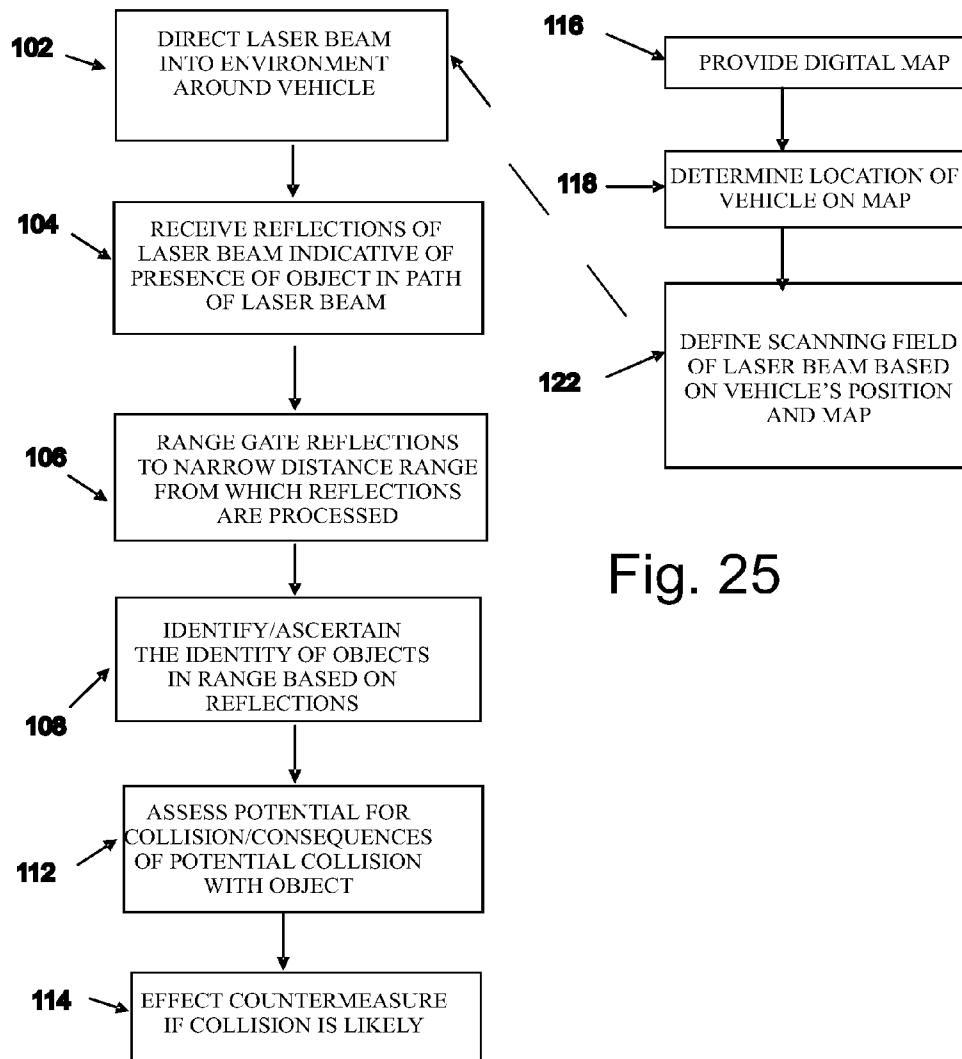 102
DIRECT LASER BEAM
INTO ENVIRONMENT
AROUND VEHICLE
104
RECEIVE REFLECTIONS OF
LASER BEAM INDICATIVE OF
PRESENCE OF OBJECT IN PATH
OF LASER BEAM
106
RANGE GATE REFLECTIONS
TO NARROW DISTANCE RANGE
FROM WHICH REFLECTIONS
ARE PROCESSED
108
IDENTIFY/ASCERTAIN
THE IDENTITY OF OBJECTS
IN RANGE BASED ON
REFLECTIONS
112
ASSESS POTENTIAL FOR
COLLISION/CONSEQUENCES
OF POTENTIAL COLLISION
WITH OBJECT
114
EFFECT COUNTERMEASURE
IF COLLISION IS LIKELY
116
PROVIDE DIGITAL MAP
118
DETERMINE LOCATION OF
VEHICLE ON MAP
122
DEFINE SCANNING FIELD
OF LASER BEAM BASED
ON VEHICLE'S POSITION
AND MAP
Fig. 25